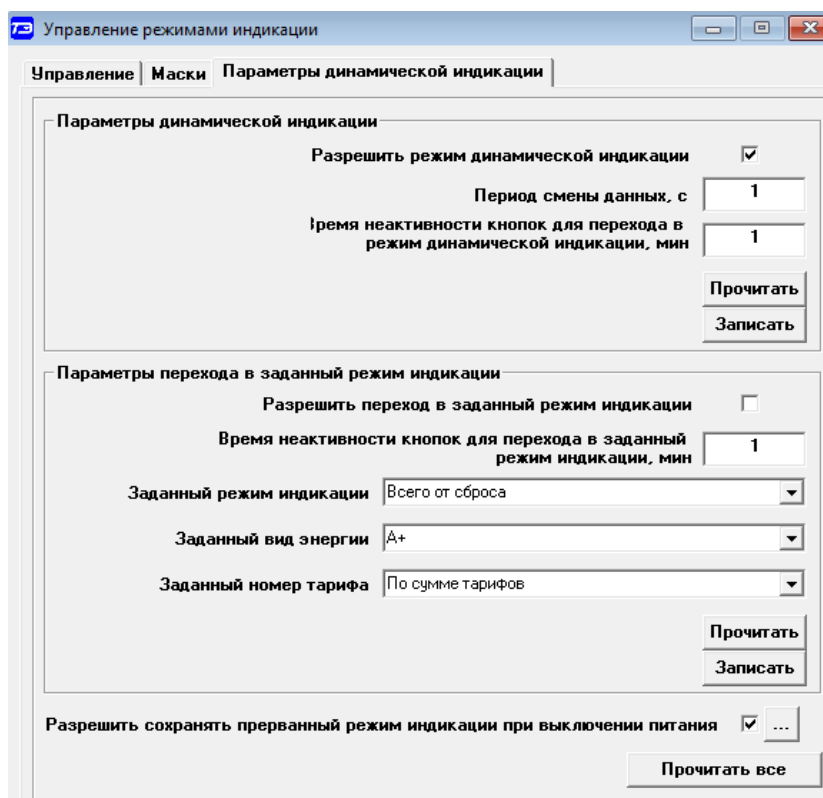 ТЭ Управление режимами индикации
Управление Маски Параметры динамической индикации
Параметры динамической индикации
Разрешить режим динамической индикации
Период смены данных, с 1
Время неактивности кнопок для перехода в
режим динамической индикации, мин 1
Прочитать
Записать
Параметры перехода в заданный режим индикации
Разрешить переход в заданный режим индикации
Время неактивности кнопок для перехода в заданный
режим индикации, мин 1
Заданный режим индикации Всего от сброса
Заданный вид энергии А+
Заданный номер тарифа По сумме тарифов
Прочитать
Записать
Разрешить сохранять прерванный режим индикации при выключении питания ...
Прочитать все